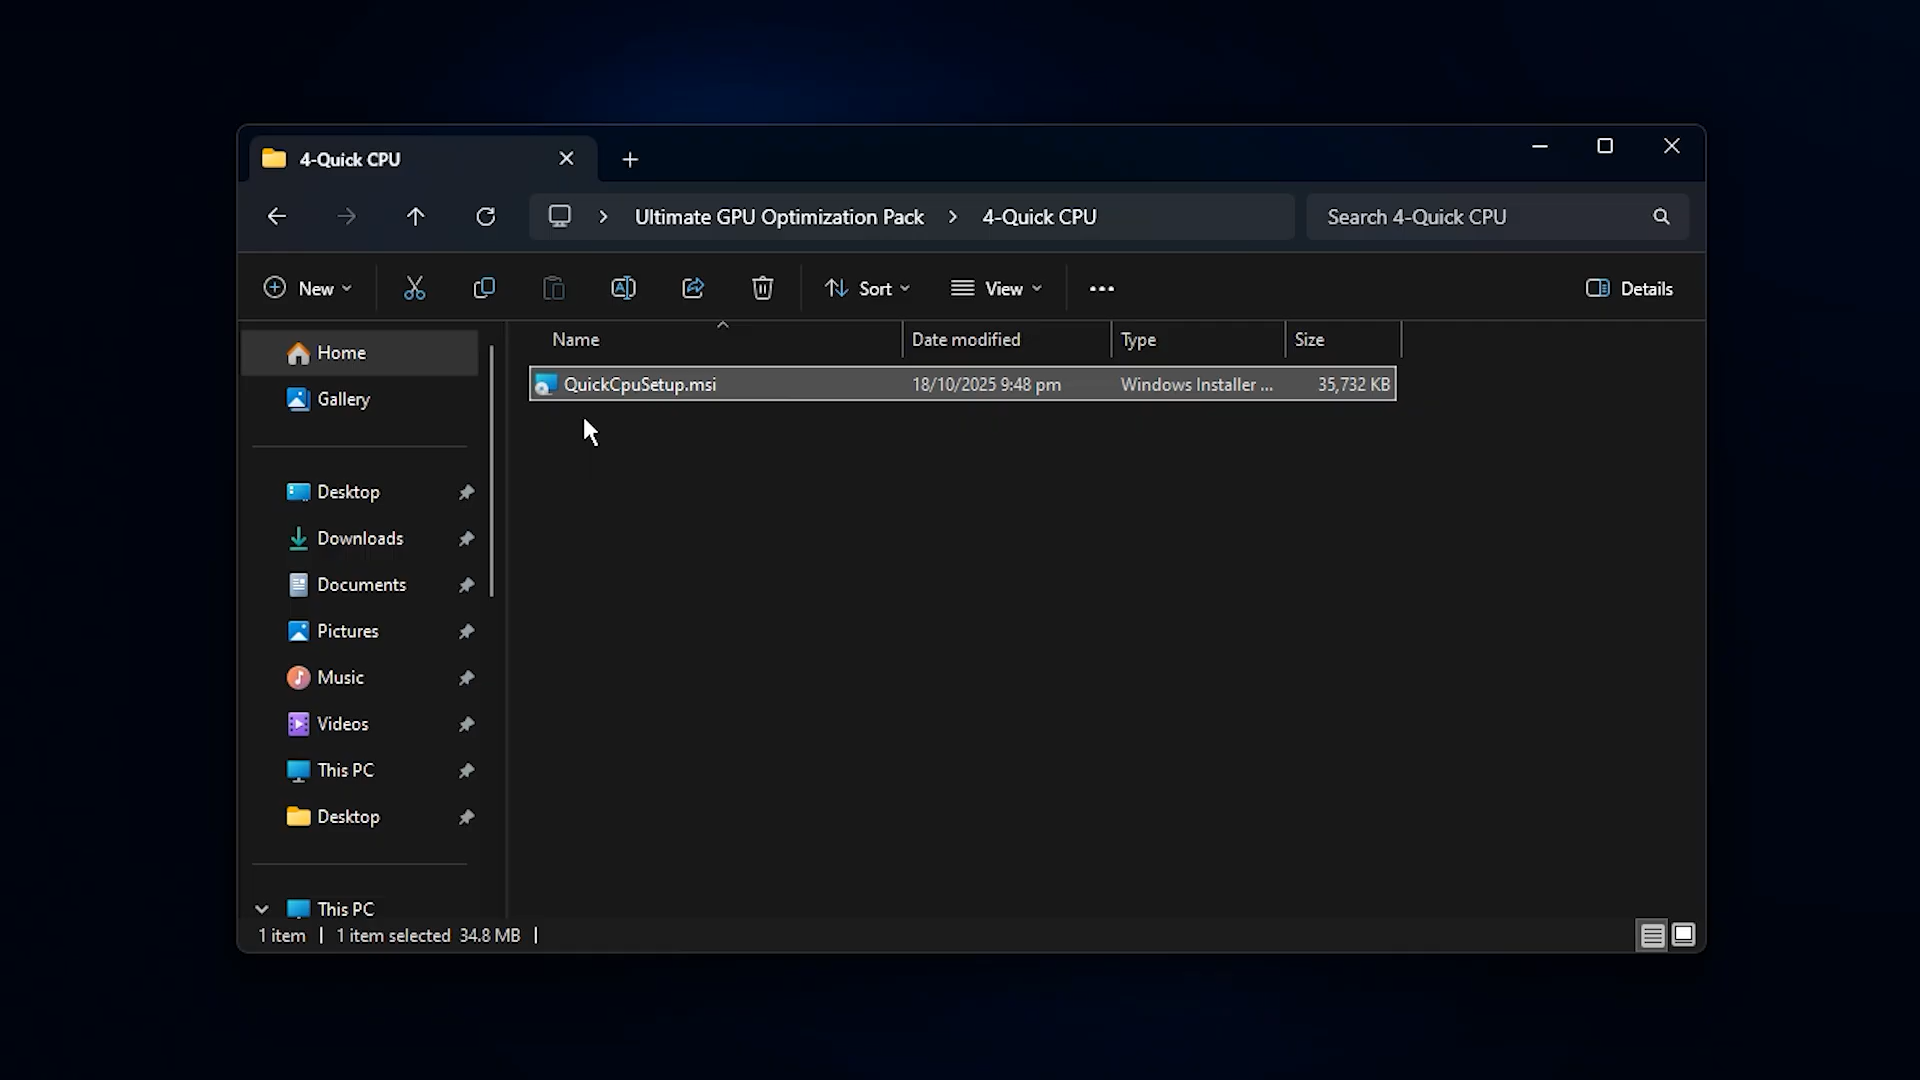 4-Quick CPU
Ultimate GPU Optimization Pack > 4-Quick CPU
Search 4-Quick CPU
New
Sort
View
Details
Name Date modified Type Size
QuickCpuSetup.msi 18/10/2025 9:48 pm Windows Installer ... 35,732 KB
Home
Gallery
Desktop
Downloads
Documents
Pictures
Music
Videos
This PC
Desktop
This PC
1 item | 1 item selected 34.8 MB |